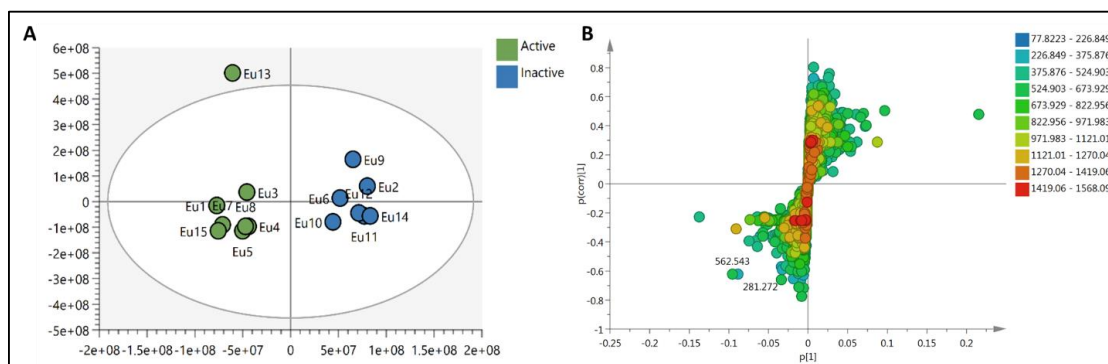 A
Active
Inactive
6e+08
5e+08
4e+08
3e+08
2e+08
1e+08
0
-1e+08
-2e+08
-3e+08
-4e+08
-5e+08
-2e+08 -1.5e+08 -1e+08 -5e+07 0 5e+07 1e+08 1.5e+08 2e+08
Eu13
Eu9
Eu3
Eu2
Eu6 Eu12
Eu1 Eu7 Eu8
Eu15 Eu4
Eu10 Eu14
Eu5
Eu11
B
p(corr)[1]
0.8
0.6
0.4
0.2
0
-0.2
-0.4
-0.6
-0.8
-1
562.543
281.272
-0.2 -0.15 -0.1 -0.05 0 0.05 0.1 0.15 0.2 0.25
p[1]
77.8223 - 226.849
226.849 - 375.876
375.876 - 524.903
524.903 - 673.929
673.929 - 822.956
822.956 - 971.983
971.983 - 1121.01
1121.01 - 1270.04
1270.04 - 1419.06
1419.06 - 1568.09